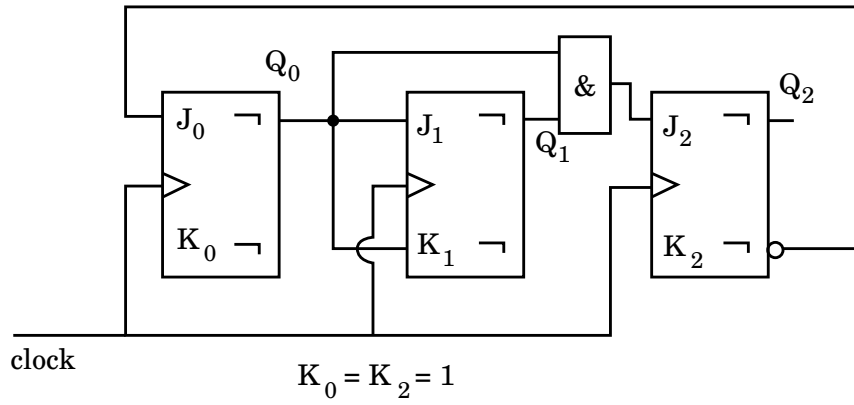 Q₀
&
Q₂
J₀
J₁
Q₁
J₂
K₀
K₁
K₂
clock
K₀ = K₂ = 1